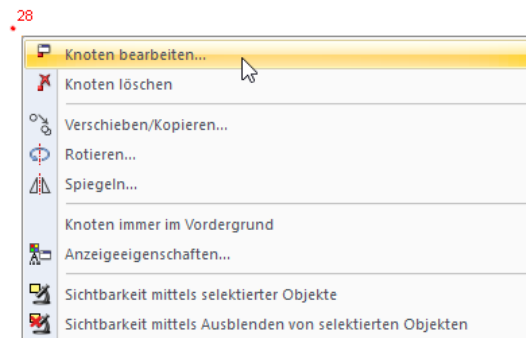 28
Knoten bearbeiten...
Knoten löschen
Verschieben/Kopieren...
Rotieren...
Spiegeln...
Knoten immer im Vordergrund
Anzeigeeigenschaften...
Sichtbarkeit mittels selektierter Objekte
Sichtbarkeit mittels Ausblenden von selektierten Objekten